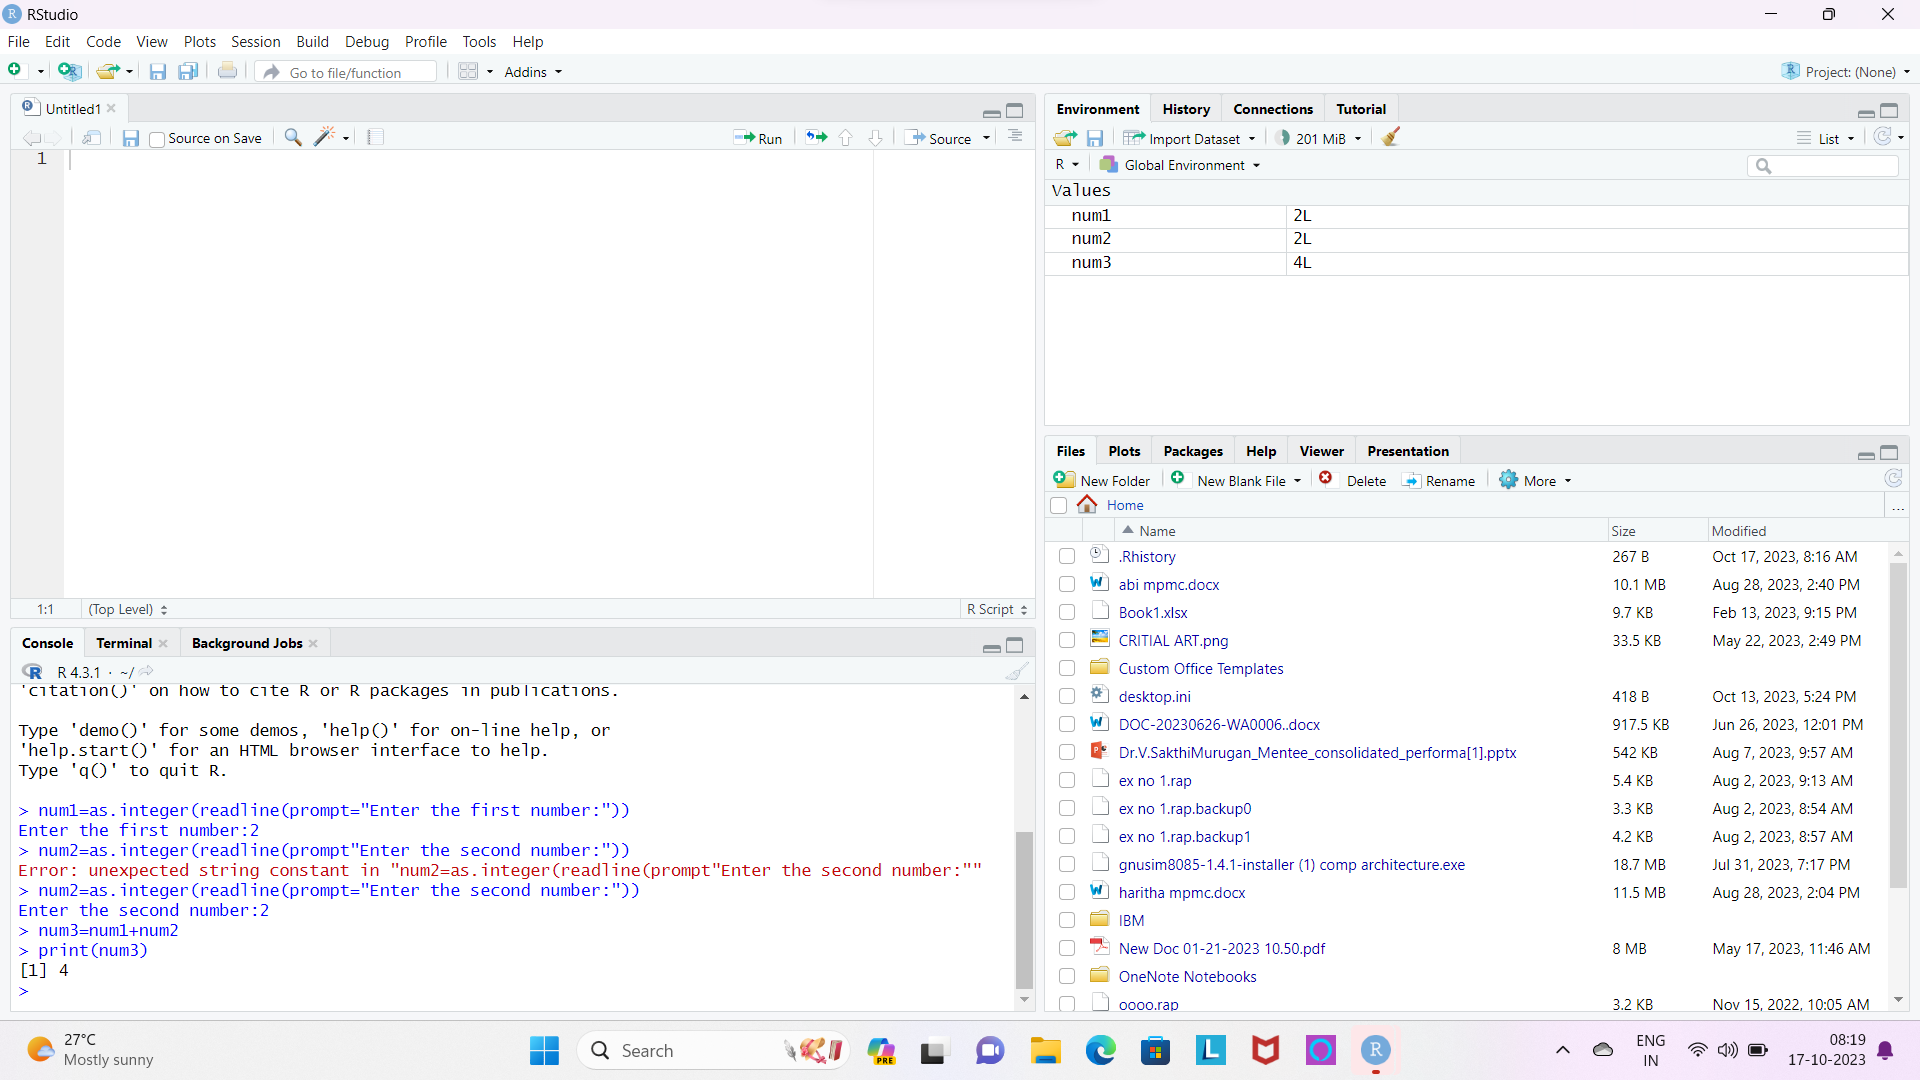 RStudio
File Edit Code View Plots Session Build Debug Profile Tools Help
Go to file/function Addins Project: (None)
Untitled1
Source on Save Run Source
1
1:1 (Top Level) R Script
Console Terminal Background Jobs
R 4.3.1 · ~/
'citation()' on how to cite R or R packages in publications.
Type 'demo()' for some demos, 'help()' for on-line help, or
'help.start()' for an HTML browser interface to help.
Type 'q()' to quit R.
> num1=as.integer(readline(prompt="Enter the first number:"))
Enter the first number:2
> num2=as.integer(readline(prompt"Enter the second number:"))
Error: unexpected string constant in "num2=as.integer(readline(prompt"Enter the second number:""
> num2=as.integer(readline(prompt="Enter the second number:"))
Enter the second number:2
> num3=num1+num2
> print(num3)
[1] 4
>
Environment History Connections Tutorial
Import Dataset 201 MiB List
R Global Environment
Values
num1 2L
num2 2L
num3 4L
Files Plots Packages Help Viewer Presentation
New Folder New Blank File Delete Rename More
Home ...
Name Size Modified
.Rhistory 267 B Oct 17, 2023, 8:16 AM
abi mpmc.docx 10.1 MB Aug 28, 2023, 2:40 PM
Book1.xlsx 9.7 KB Feb 13, 2023, 9:15 PM
CRITIAL ART.png 33.5 KB May 22, 2023, 2:49 PM
Custom Office Templates
desktop.ini 418 B Oct 13, 2023, 5:24 PM
DOC-20230626-WA0006..docx 917.5 KB Jun 26, 2023, 12:01 PM
Dr.V.SakthiMurugan_Mentee_consolidated_performa[1].pptx 542 KB Aug 7, 2023, 9:57 AM
ex no 1.rap 5.4 KB Aug 2, 2023, 9:13 AM
ex no 1.rap.backup0 3.3 KB Aug 2, 2023, 8:54 AM
ex no 1.rap.backup1 4.2 KB Aug 2, 2023, 8:57 AM
gnusim8085-1.4.1-installer (1) comp architecture.exe 18.7 MB Jul 31, 2023, 7:17 PM
haritha mpmc.docx 11.5 MB Aug 28, 2023, 2:04 PM
IBM
New Doc 01-21-2023 10.50.pdf 8 MB May 17, 2023, 11:46 AM
OneNote Notebooks
oooo.rap 3.2 KB Nov 15, 2022, 10:05 AM
27°C
Mostly sunny
Search
PRE
ENG
IN
08:19
17-10-2023